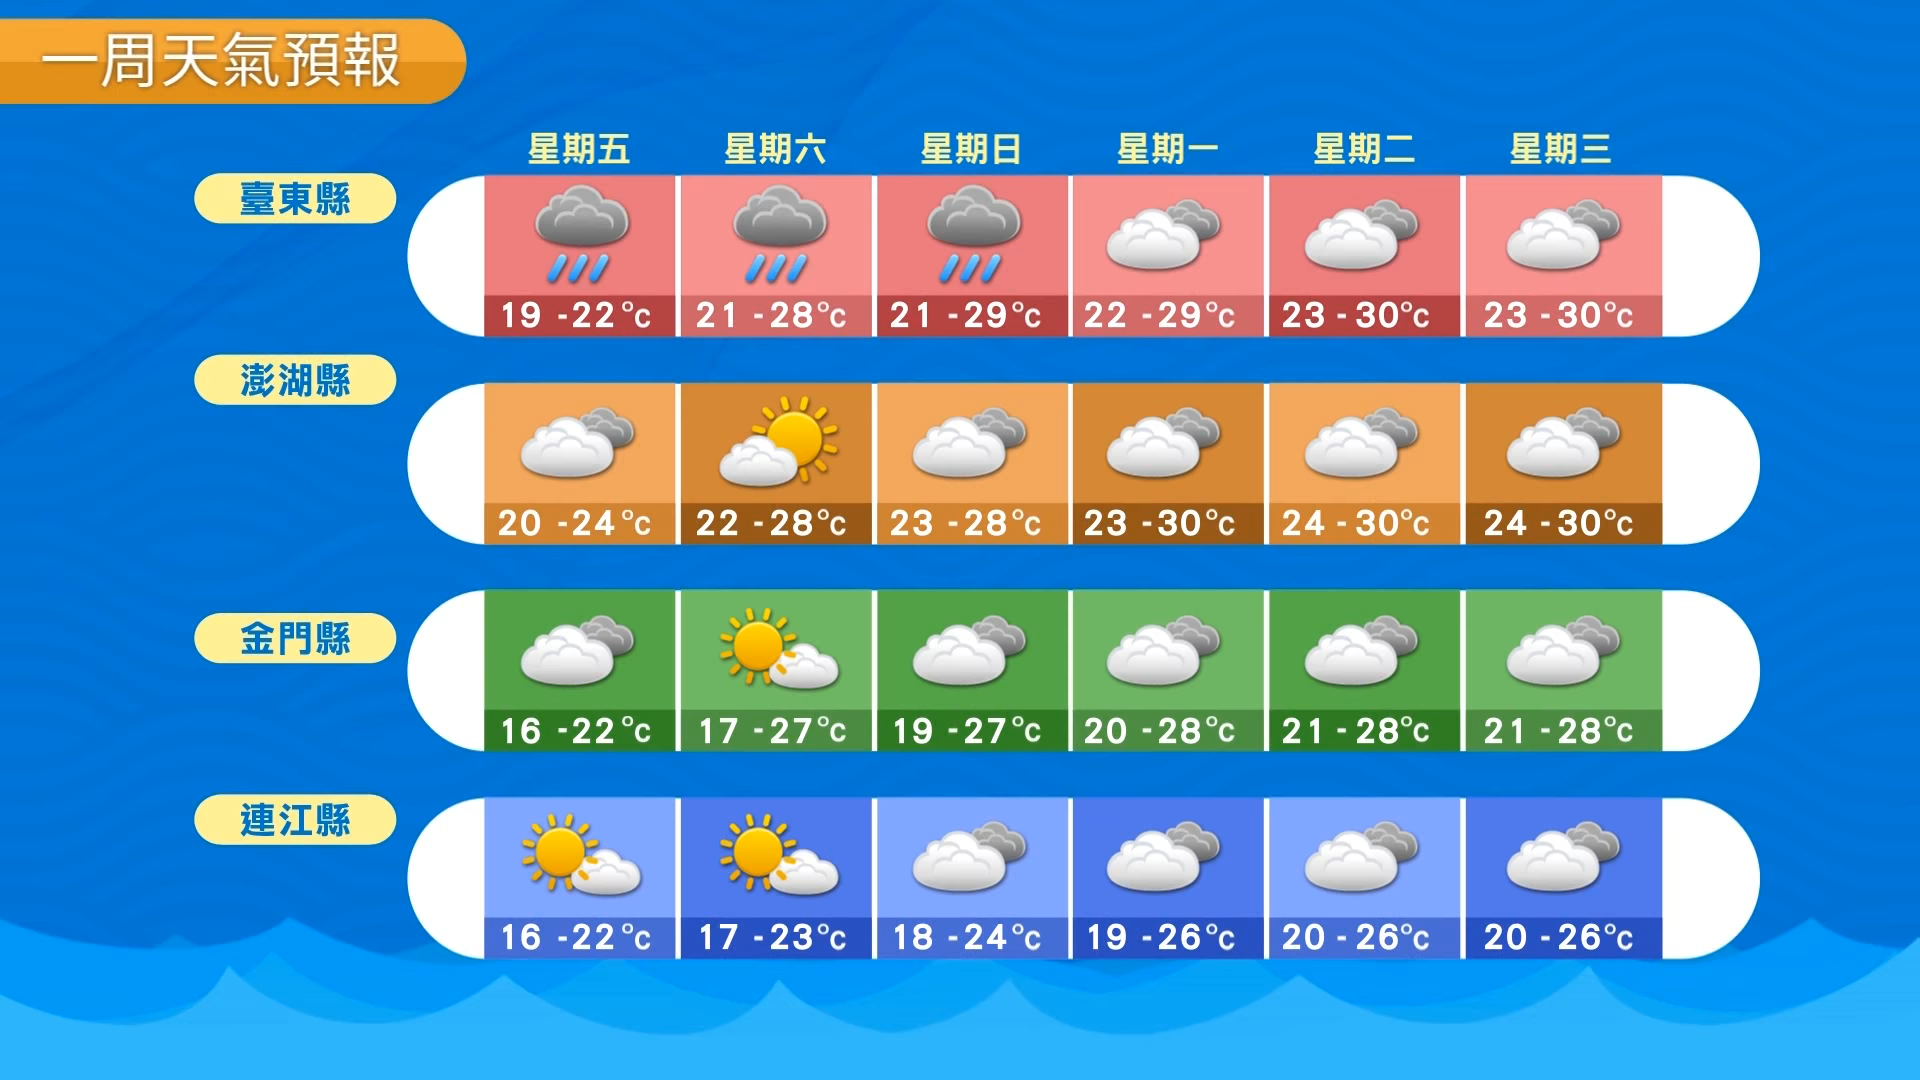 一周天氣預報
星期五 星期六 星期日 星期一 星期二 星期三
臺東縣
19 -22℃ 21 -28℃ 21 -29℃ 22 -29℃ 23 - 30℃ 23 - 30℃
澎湖縣
20 -24℃ 22 -28℃ 23 -28℃ 23 -30℃ 24 - 30℃ 24 -30℃
金門縣
16 -22℃ 17 -27℃ 19 -27℃ 20 -28℃ 21 - 28℃ 21 -28℃
連江縣
16 -22℃ 17 -23℃ 18 -24℃ 19 -26℃ 20 -26℃ 20 -26℃